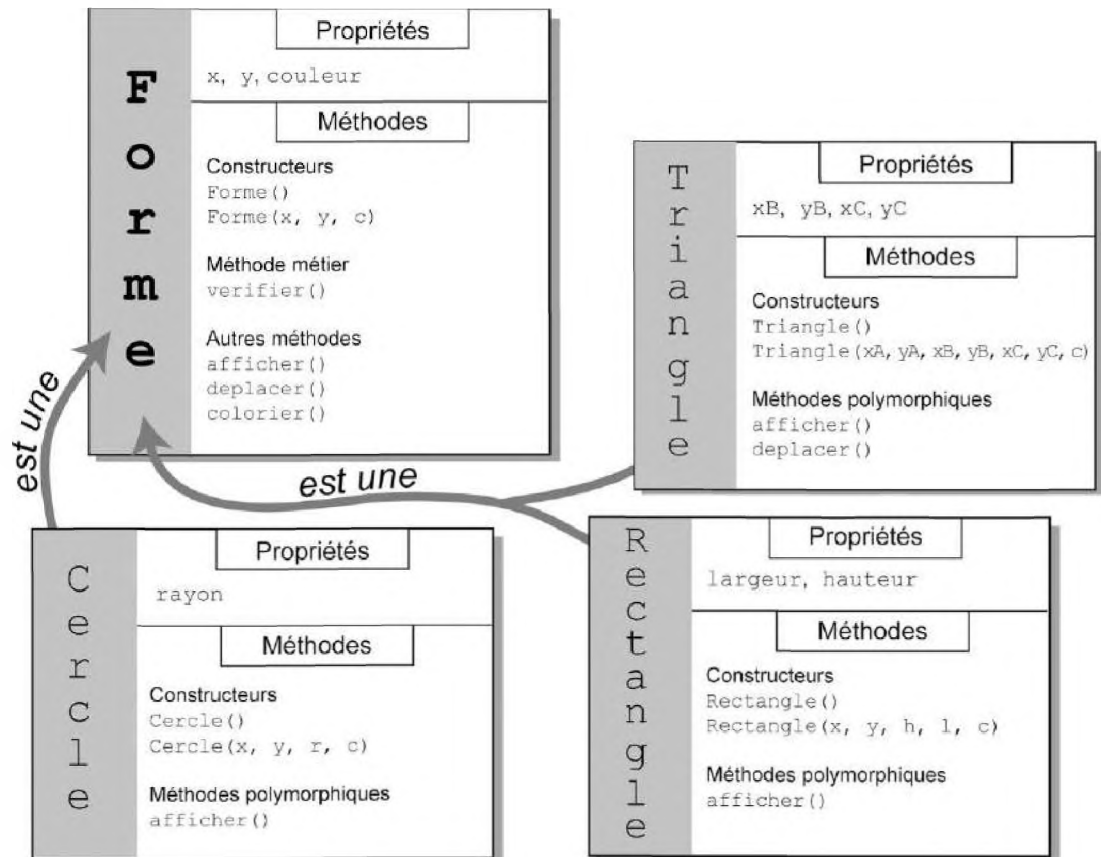 Forme
Propriétés
x, y, couleur
Méthodes
Constructeurs
Forme()
Forme(x, y, c)
Méthode métier
verifier()
Autres méthodes
afficher()
deplacer()
colorier()
Triangle
Propriétés
xB, yB, xC, yC
Méthodes
Constructeurs
Triangle()
Triangle(xA, yA, xB, yB, xC, yC, c)
Méthodes polymorphiques
afficher()
deplacer()
est une
est une
Cercle
Propriétés
rayon
Méthodes
Constructeurs
Cercle()
Cercle(x, y, r, c)
Méthodes polymorphiques
afficher()
Rectangle
Propriétés
largeur, hauteur
Méthodes
Constructeurs
Rectangle()
Rectangle(x, y, h, l, c)
Méthodes polymorphiques
afficher()